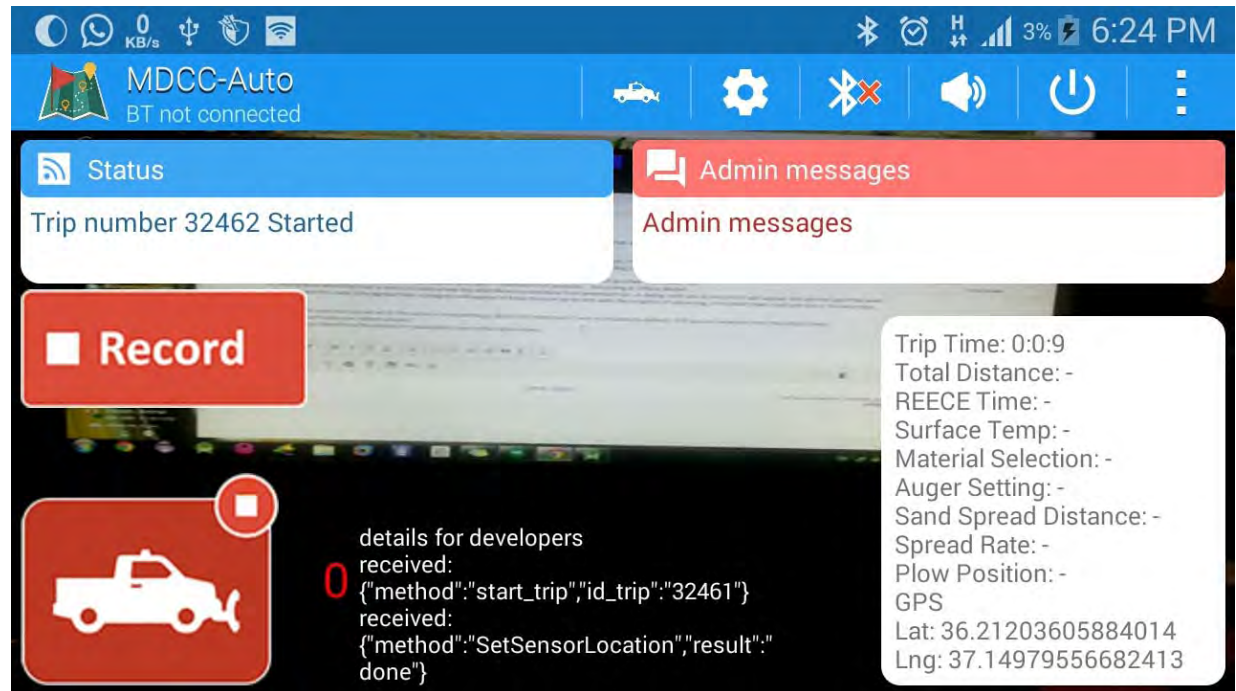 0
KB/s
H
3%
6:24 PM
MDCC-Auto
BT not connected
Status
Admin messages
Trip number 32462 Started
Admin messages
Record
Trip Time: 0:0:9
Total Distance: -
REECE Time: -
Surface Temp: -
Material Selection: -
Auger Setting: -
Sand Spread Distance: -
Spread Rate: -
Plow Position: -
GPS
Lat: 36.21203605884014
Lng: 37.14979556682413
0
details for developers
received:
{"method":"start_trip","id_trip":"32461"}
received:
{"method":"SetSensorLocation","result":"
done"}